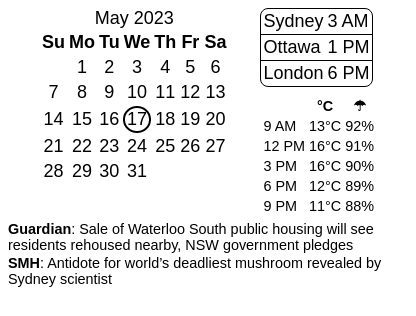 May 2023
Su Mo Tu We Th Fr Sa
1 2 3 4 5 6
7 8 9 10 11 12 13
14 15 16 17 18 19 20
21 22 23 24 25 26 27
28 29 30 31
Sydney 3 AM
Ottawa 1 PM
London 6 PM
°C ☂
9 AM 13°C 92%
12 PM 16°C 91%
3 PM 16°C 90%
6 PM 12°C 89%
9 PM 11°C 88%
Guardian: Sale of Waterloo South public housing will see
residents rehoused nearby, NSW government pledges
SMH: Antidote for world’s deadliest mushroom revealed by
Sydney scientist